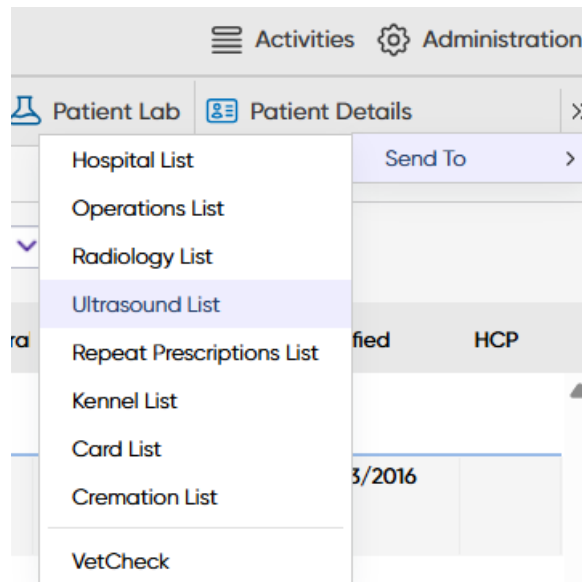 Activities Administration
Patient Lab Patient Details
Hospital List Send To
Operations List
Radiology List
Ultrasound List
ral fied HCP
Repeat Prescriptions List
Kennel List
Card List
3/2016
Cremation List
VetCheck